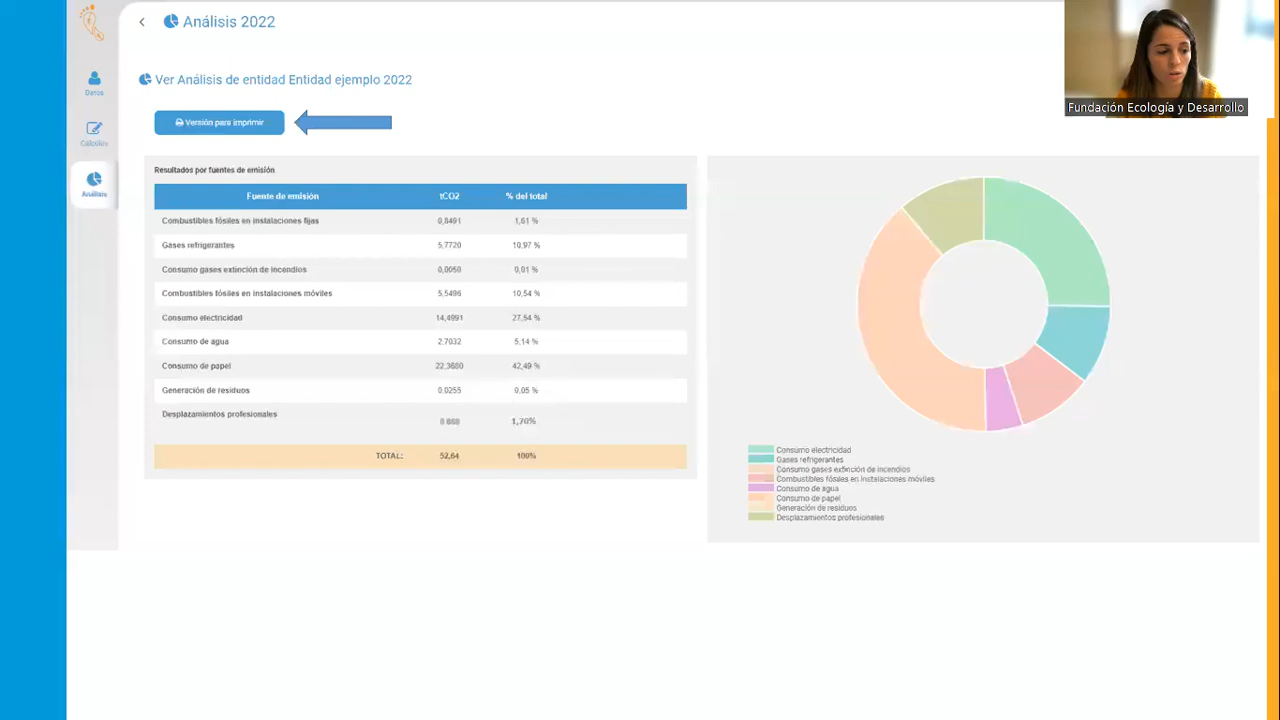 Análisis 2022
Fundación Ecología y Desarrollo
Datos
Cálculos
Análisis
Ver Análisis de entidad Entidad ejemplo 2022
Versión para imprimir
Resultados por fuentes de emisión
Fuente de emisión tCO2 % del total
Combustibles fósiles en instalaciones fijas 0,8491 1,61 %
Gases refrigerantes 5,7720 10,97 %
Consumo gases extinción de incendios 0,0050 0,01 %
Combustibles fósiles en instalaciones móviles 5,5496 10,54 %
Consumo electricidad 14,4991 27,54 %
Consumo de agua 2,7032 5,14 %
Consumo de papel 22,3680 42,49 %
Generación de residuos 0,0255 0,05 %
Desplazamientos profesionales 1,70%
TOTAL: 52,64 100%
Consumo electricidad
Gases refrigerantes
Consumo gases extinción de incendios
Combustibles fósiles en instalaciones móviles
Consumo de agua
Consumo de papel
Generación de residuos
Desplazamientos profesionales